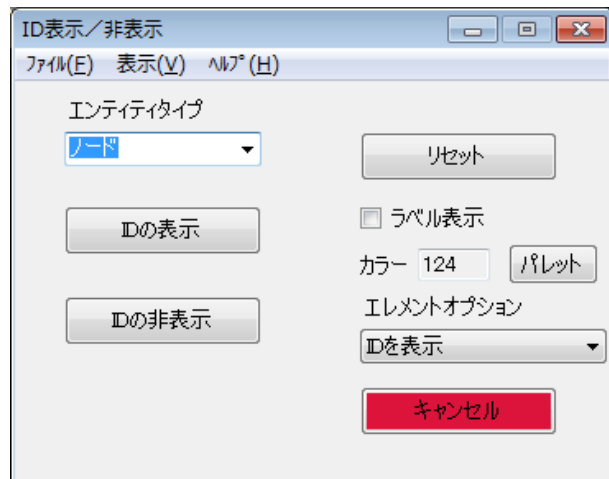 ID表示／非表示
ﾌｧｲﾙ(F) 表示(V) ﾍﾙﾌﾟ(H)
エンティティタイプ
ノード
リセット
IDの表示
ラベル表示
カラー 124 パレット
IDの非表示
エレメントオプション
IDを表示
キャンセル